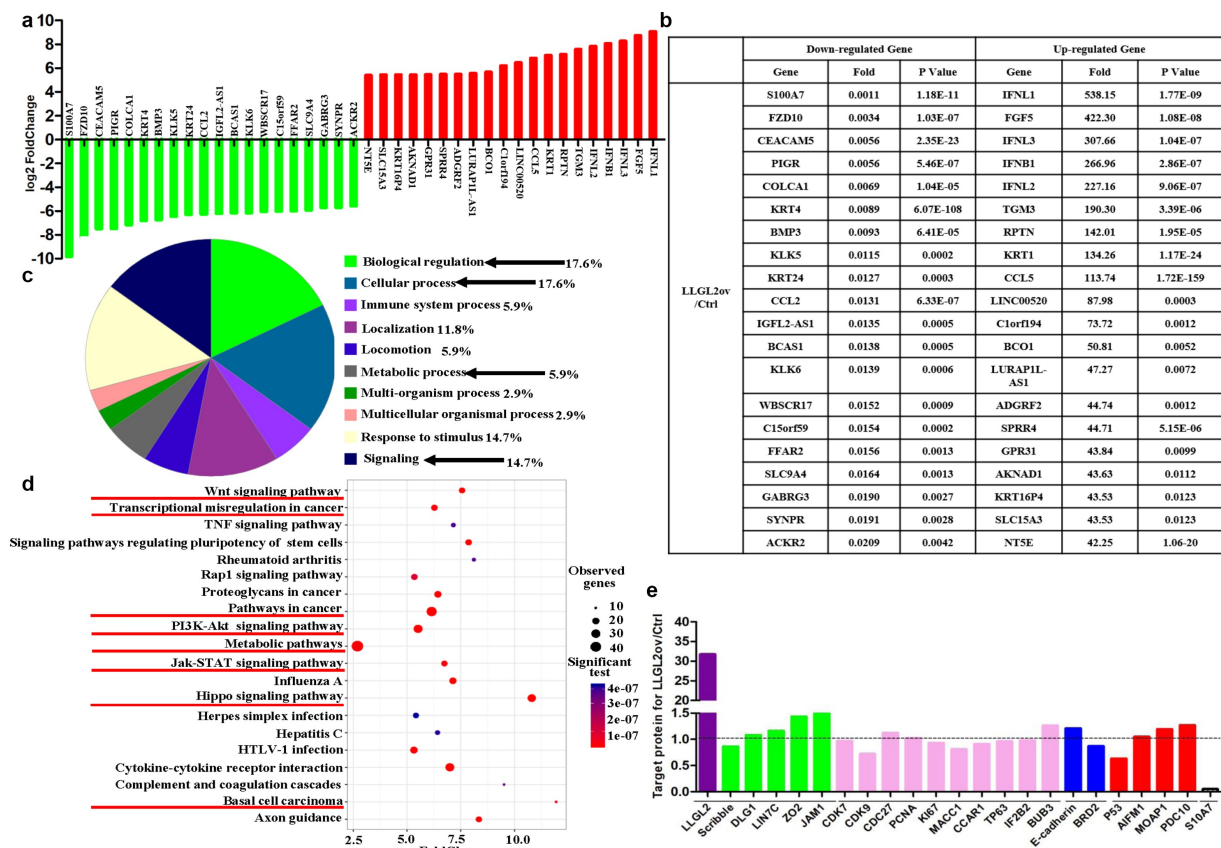 a
log2 FoldChange
10
8
6
4
2
0
-2
-4
-6
-8
-10
S100A7
FZD10
CEACAM5
PIGR
COLCA1
KRT4
BMP3
KLK5
KRT24
CCL2
IGFL2-AS1
BCAS1
KLK6
WBSCR17
C15orf59
FFAR2
SLC9A4
GABRG3
SYNPR
ACKR2
NT5E
SLC15A3
KRT16P4
AKNAD1
GPR31
SPRR4
ADGRF2
LURAP1L-AS1
BCO1
C1orf194
LINC00520
CCL5
KRT1
RPTN
TGM3
IFNL2
IFNB1
IFNL3
FGF5
IFNL1
b
Down-regulated Gene Up-regulated Gene
Gene Fold P Value Gene Fold P Value
LLGL2ov
/Ctrl
S100A7 0.0011 1.18E-11 IFNL1 538.15 1.77E-09
FZD10 0.0034 1.03E-07 FGF5 422.30 1.08E-08
CEACAM5 0.0056 2.35E-23 IFNL3 307.66 1.04E-07
PIGR 0.0056 5.46E-07 IFNB1 266.96 2.86E-07
COLCA1 0.0069 1.04E-05 IFNL2 227.16 9.06E-07
KRT4 0.0089 6.07E-108 TGM3 190.30 3.39E-06
BMP3 0.0093 6.41E-05 RPTN 142.01 1.95E-05
KLK5 0.0115 0.0002 KRT1 134.26 1.17E-24
KRT24 0.0127 0.0003 CCL5 113.74 1.72E-159
CCL2 0.0131 6.33E-07 LINC00520 87.98 0.0003
IGFL2-AS1 0.0135 0.0005 C1orf194 73.72 0.0012
BCAS1 0.0138 0.0005 BCO1 50.81 0.0052
KLK6 0.0139 0.0006 LURAP1L-
AS1 47.27 0.0072
WBSCR17 0.0152 0.0009 ADGRF2 44.74 0.0012
C15orf59 0.0154 0.0002 SPRR4 44.71 5.15E-06
FFAR2 0.0156 0.0013 GPR31 43.84 0.0099
SLC9A4 0.0164 0.0013 AKNAD1 43.63 0.0112
GABRG3 0.0190 0.0027 KRT16P4 43.53 0.0123
SYNPR 0.0191 0.0028 SLC15A3 43.53 0.0123
ACKR2 0.0209 0.0042 NT5E 42.25 1.06-20
c
Biological regulation 17.6%
Cellular process 17.6%
Immune system process 5.9%
Localization 11.8%
Locomotion 5.9%
Metabolic process 5.9%
Multi-organism process 2.9%
Multicellular organismal process 2.9%
Response to stimulus 14.7%
Signaling 14.7%
d
Wnt signaling pathway
Transcriptional misregulation in cancer
TNF signaling pathway
Signaling pathways regulating pluripotency of stem cells
Rheumatoid arthritis
Rap1 signaling pathway
Proteoglycans in cancer
Pathways in cancer
PI3K-Akt signaling pathway
Metabolic pathways
Jak-STAT signaling pathway
Influenza A
Hippo signaling pathway
Herpes simplex infection
Hepatitis C
HTLV-1 infection
Cytokine-cytokine receptor interaction
Complement and coagulation cascades
Basal cell carcinoma
Axon guidance
2.5 5.0 7.5 10.0
Observed
genes
10
20
30
40
Significant
test
4e-07
3e-07
2e-07
1e-07
e
Target protein for LLGL2ov/Ctrl
40
35
30
25
20
1.5
1.0
0.5
0.0
LLGL2
Scribble
DLG1
LIN7C
ZO2
JAM1
CDK7
CDK9
CDC27
PCNA
KI67
MACC1
CCAR1
TP63
IF2B2
BUB3
E-cadherin
BRD2
P53
AIFM1
MOAP1
PDC10
S10A7